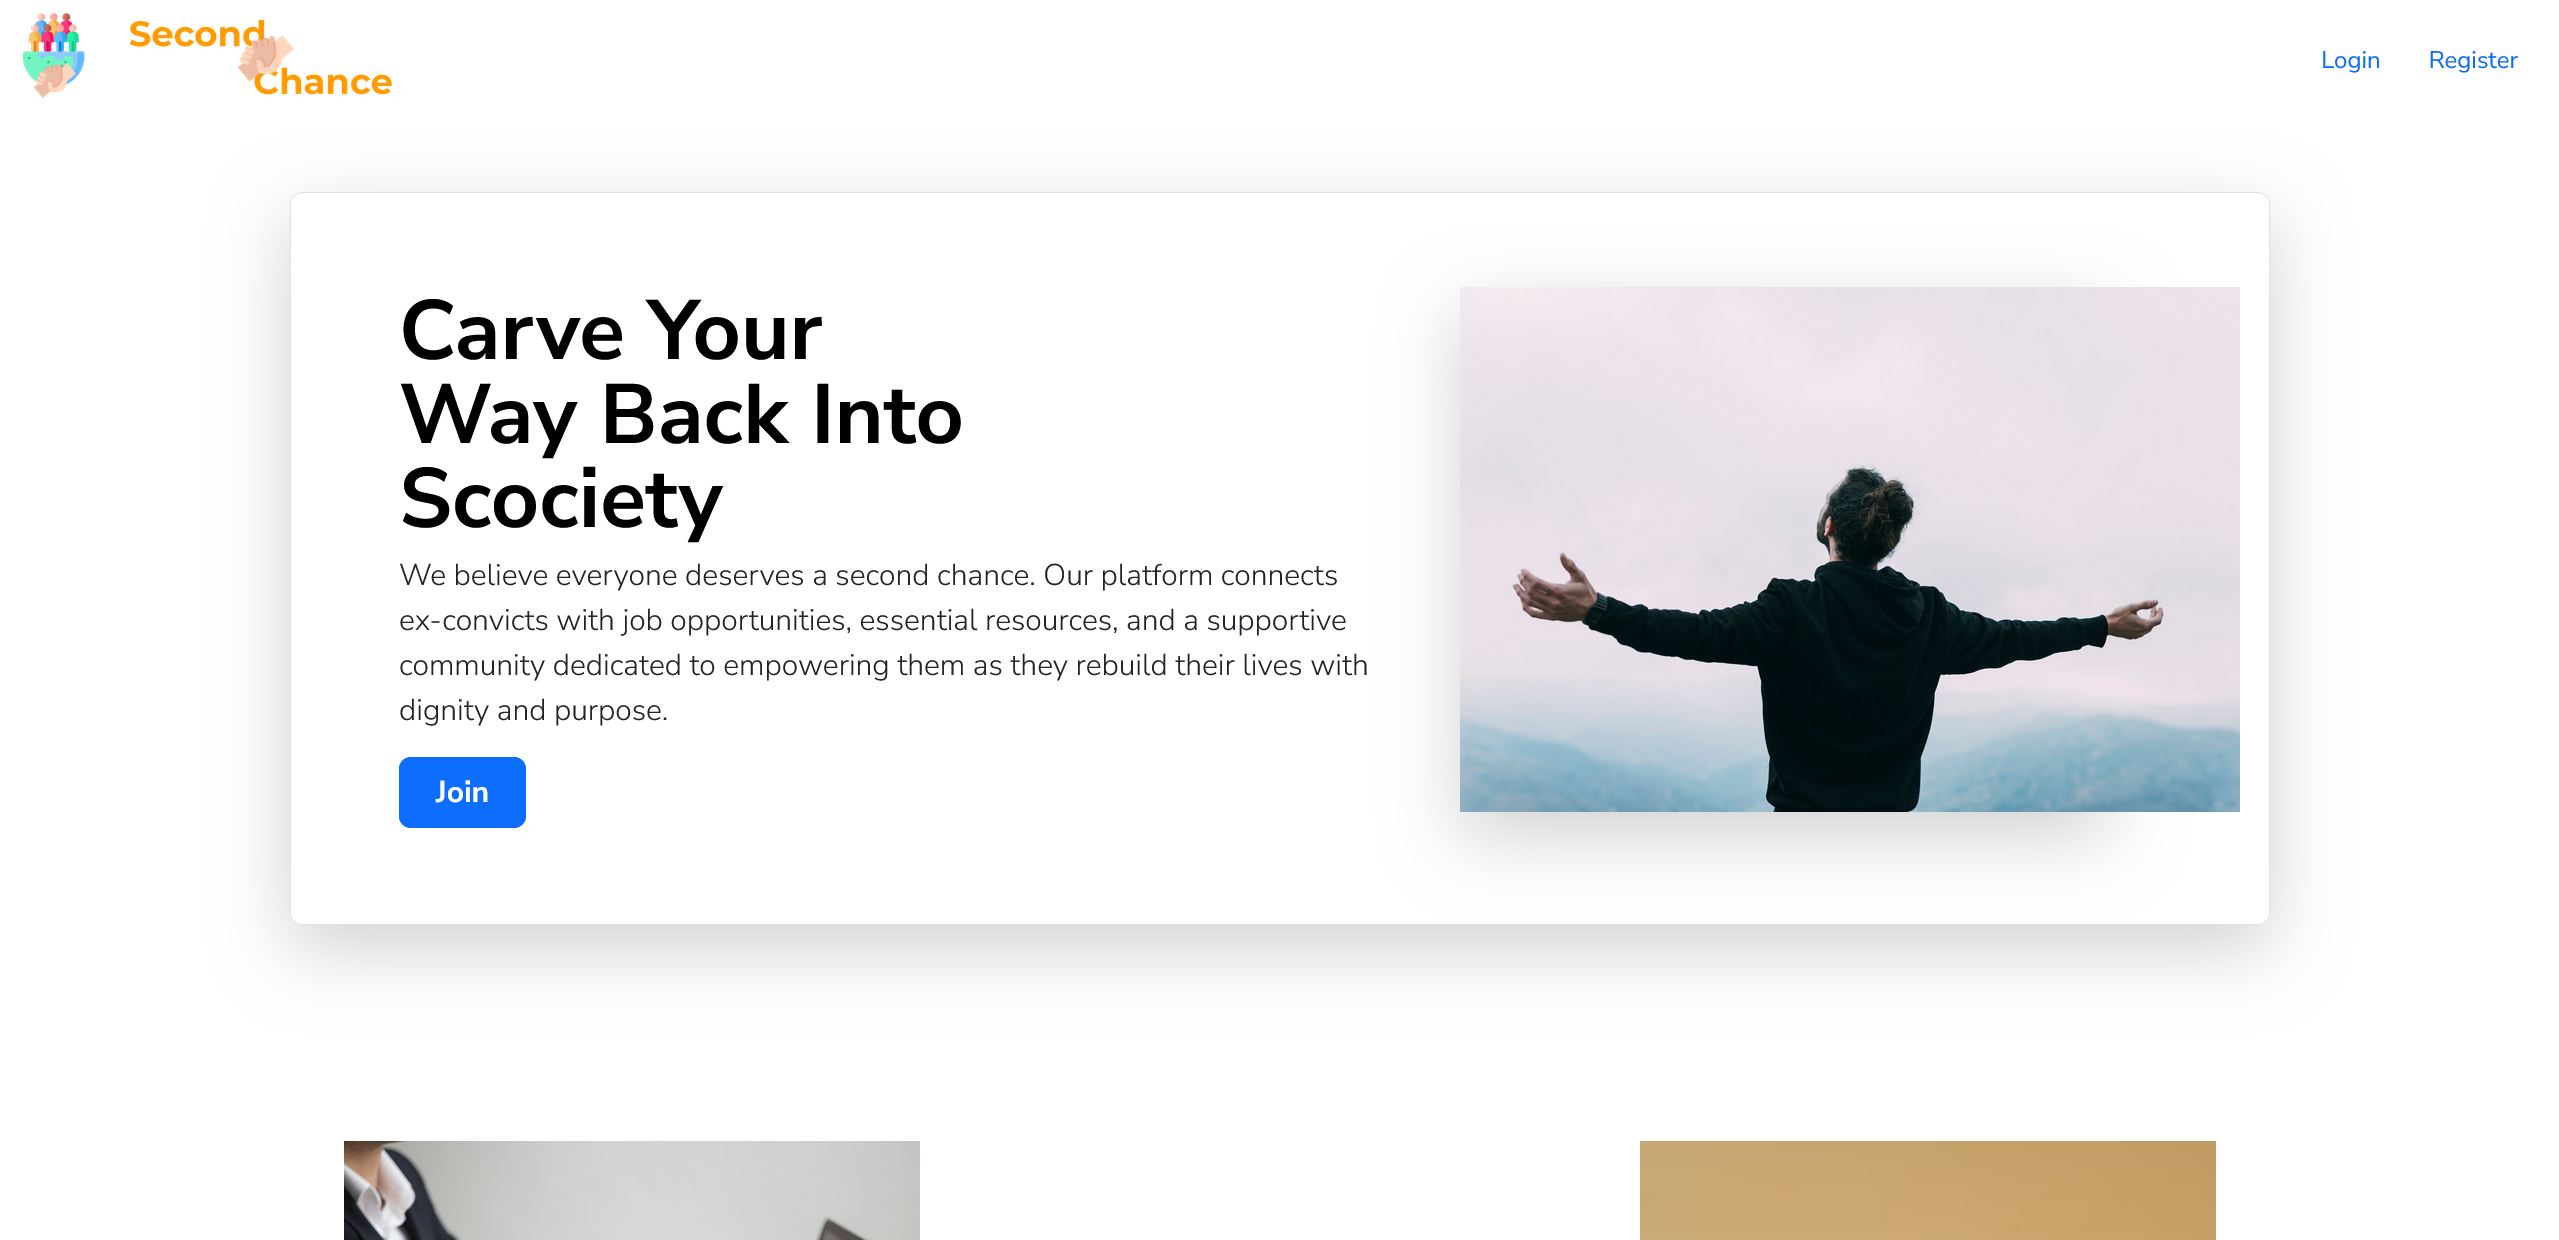 Second
Chance
Login
Register
Carve Your
Way Back Into
Scociety
We believe everyone deserves a second chance. Our platform connects
ex-convicts with job opportunities, essential resources, and a supportive
community dedicated to empowering them as they rebuild their lives with
dignity and purpose.
Join